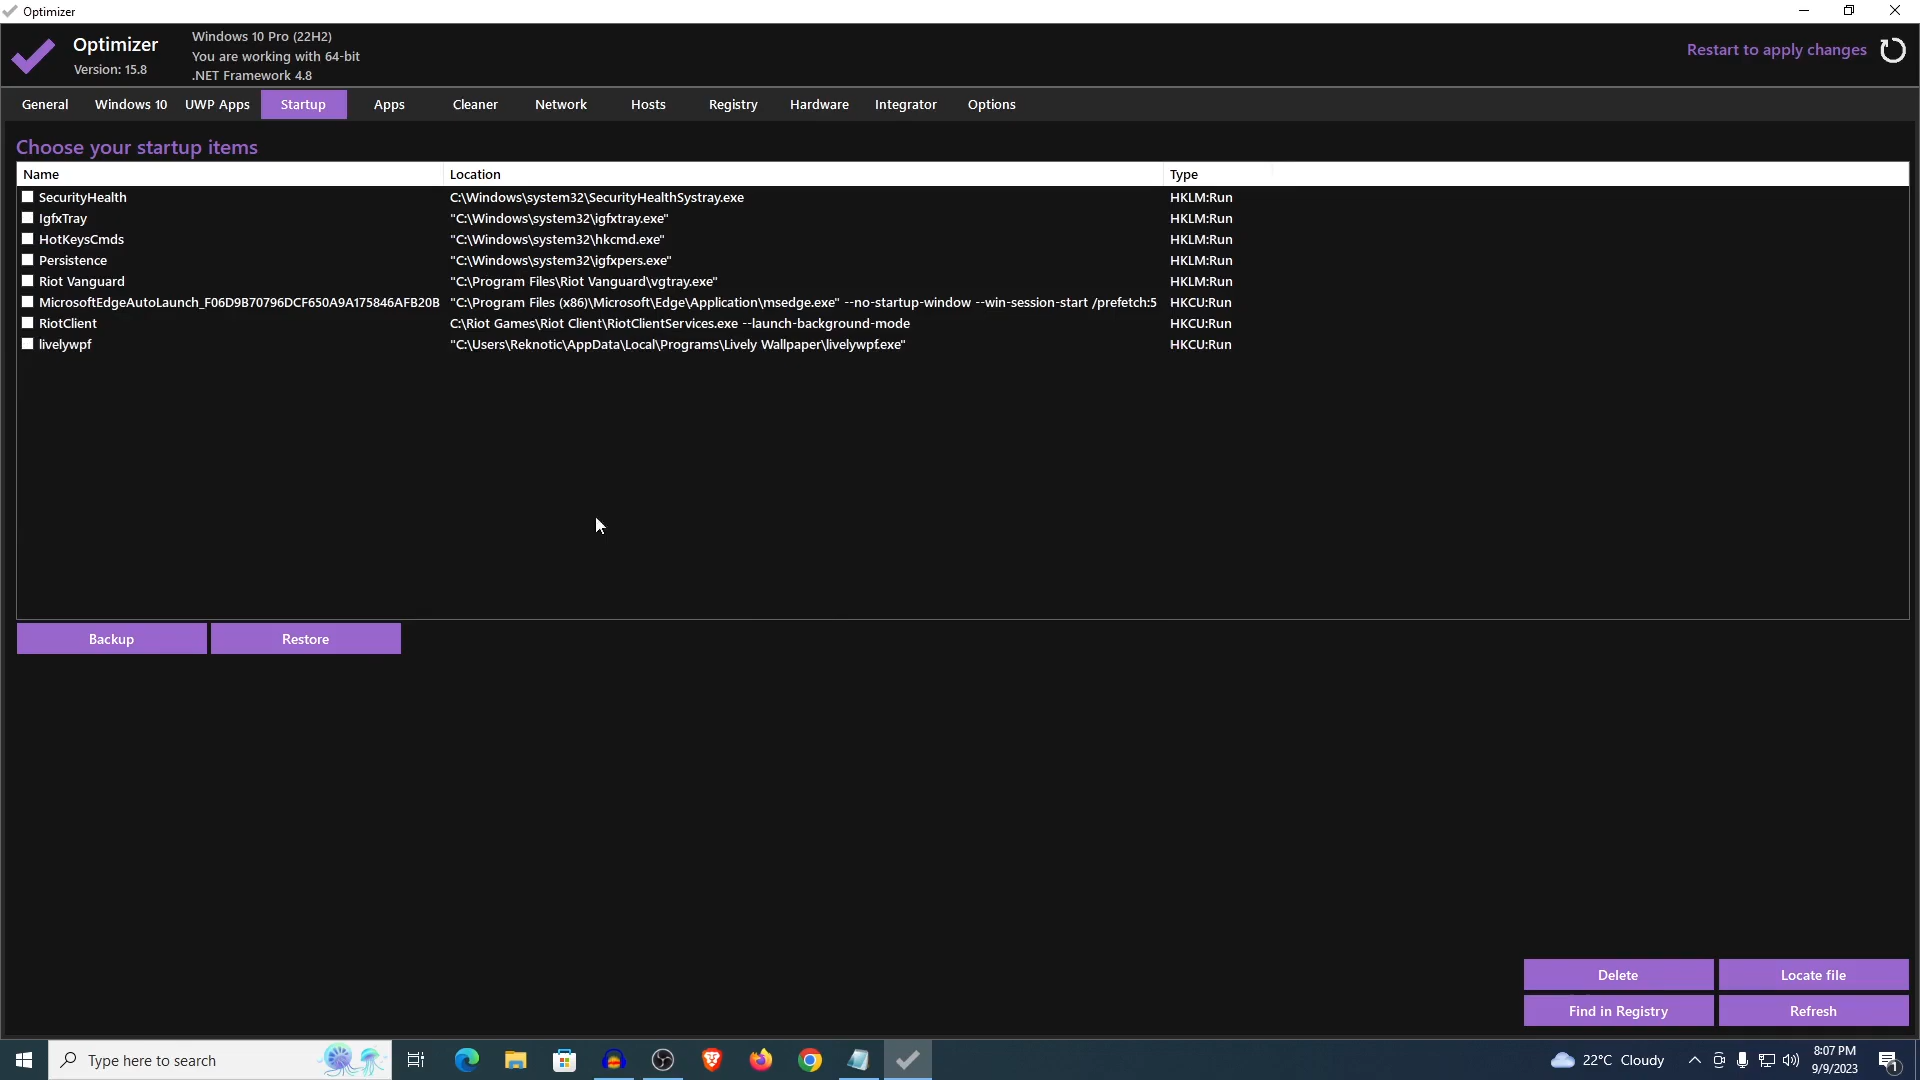 Optimizer
Optimizer
Version: 15.8
Windows 10 Pro (22H2)
You are working with 64-bit
.NET Framework 4.8
Restart to apply changes
General Windows 10 UWP Apps Startup Apps Cleaner Network Hosts Registry Hardware Integrator Options
Choose your startup items
Name Location Type
SecurityHealth C:\Windows\system32\SecurityHealthSystray.exe HKLM:Run
IgfxTray "C:\Windows\system32\igfxtray.exe" HKLM:Run
HotKeysCmds "C:\Windows\system32\hkcmd.exe" HKLM:Run
Persistence "C:\Windows\system32\igfxpers.exe" HKLM:Run
Riot Vanguard "C:\Program Files\Riot Vanguard\vgtray.exe" HKLM:Run
MicrosoftEdgeAutoLaunch_F06D9B70796DCF650A9A175846AFB20B "C:\Program Files (x86)\Microsoft\Edge\Application\msedge.exe" --no-startup-window --win-session-start /prefetch:5 HKCU:Run
RiotClient C:\Riot Games\Riot Client\RiotClientServices.exe --launch-background-mode HKCU:Run
livelywpf "C:\Users\Reknotic\AppData\Local\Programs\Lively Wallpaper\livelywpf.exe" HKCU:Run
Backup Restore
Delete Locate file
Find in Registry Refresh
Type here to search
22°C Cloudy
8:07 PM
9/9/2023
1